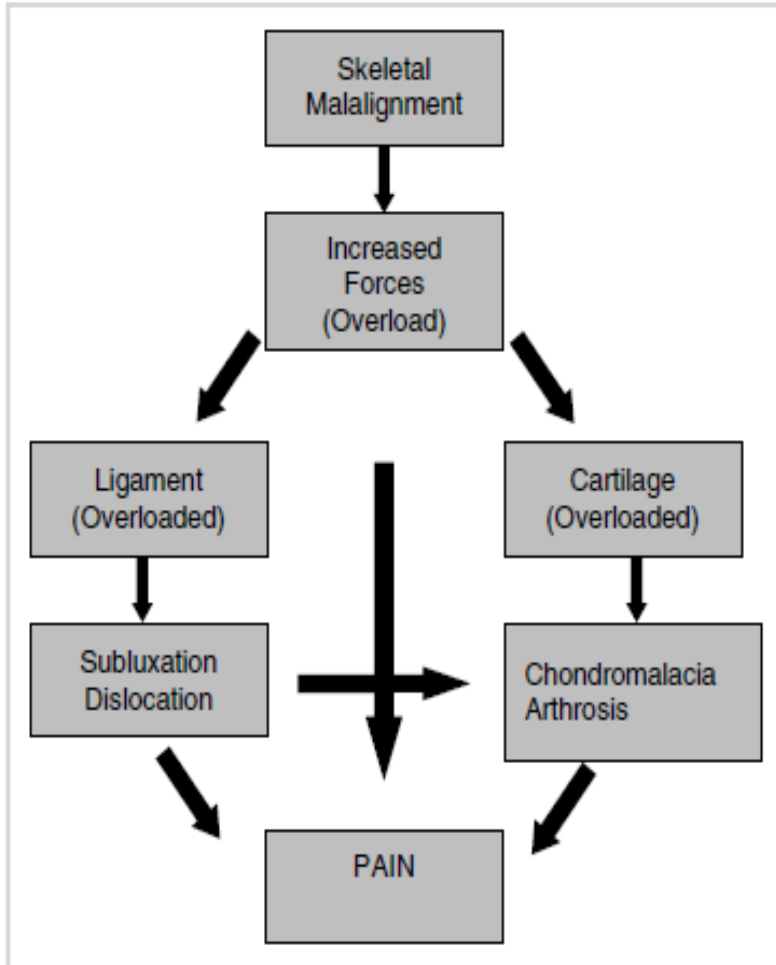 Skeletal
Malalignment
Increased
Forces
(Overload)
Ligament
(Overloaded)
Cartilage
(Overloaded)
Subluxation
Dislocation
Chondromalacia
Arthrosis
PAIN